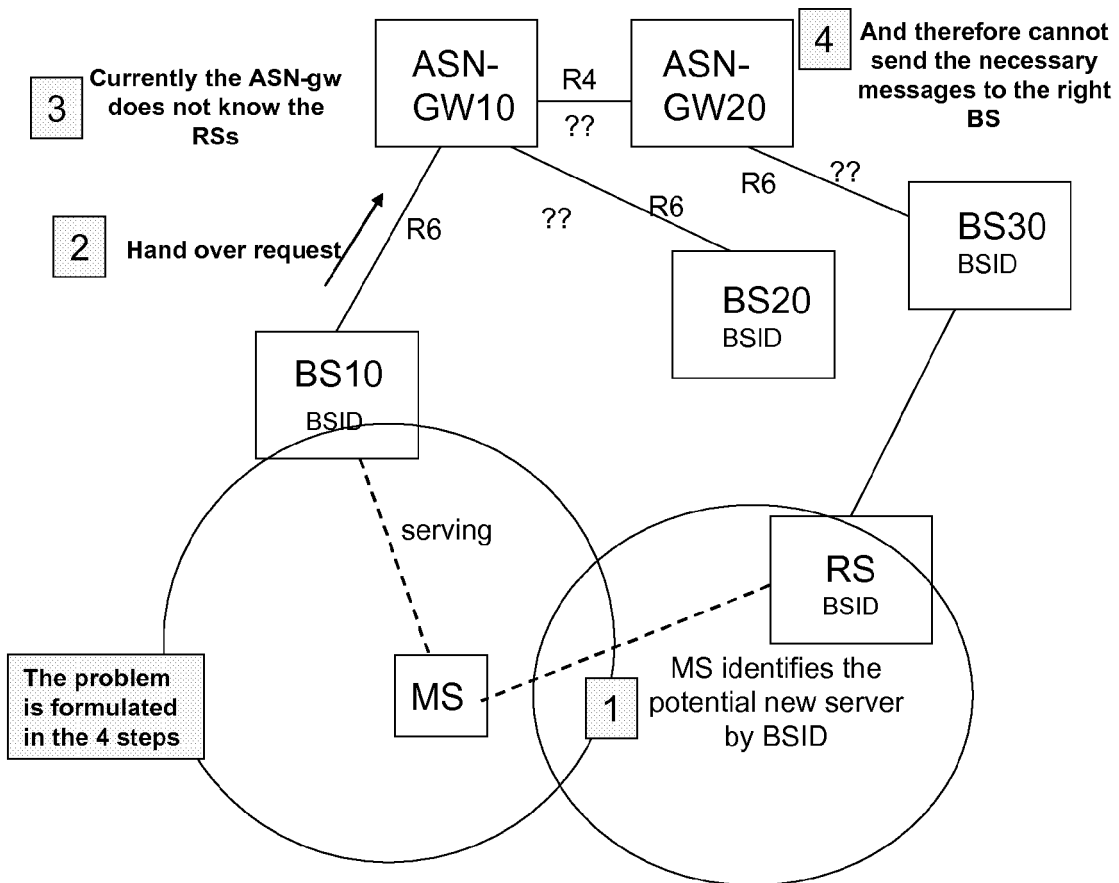 ASN-
GW10
R4
??
ASN-
GW20
4
And therefore cannot
send the necessary
messages to the right
BS
3
Currently the ASN-gw
does not know the
RSs
2
Hand over request
R6
??
R6
R6
??
BS30
BSID
BS20
BSID
BS10
BSID
serving
RS
BSID
The problem
is formulated
in the 4 steps
MS
1
MS identifies the
potential new server
by BSID